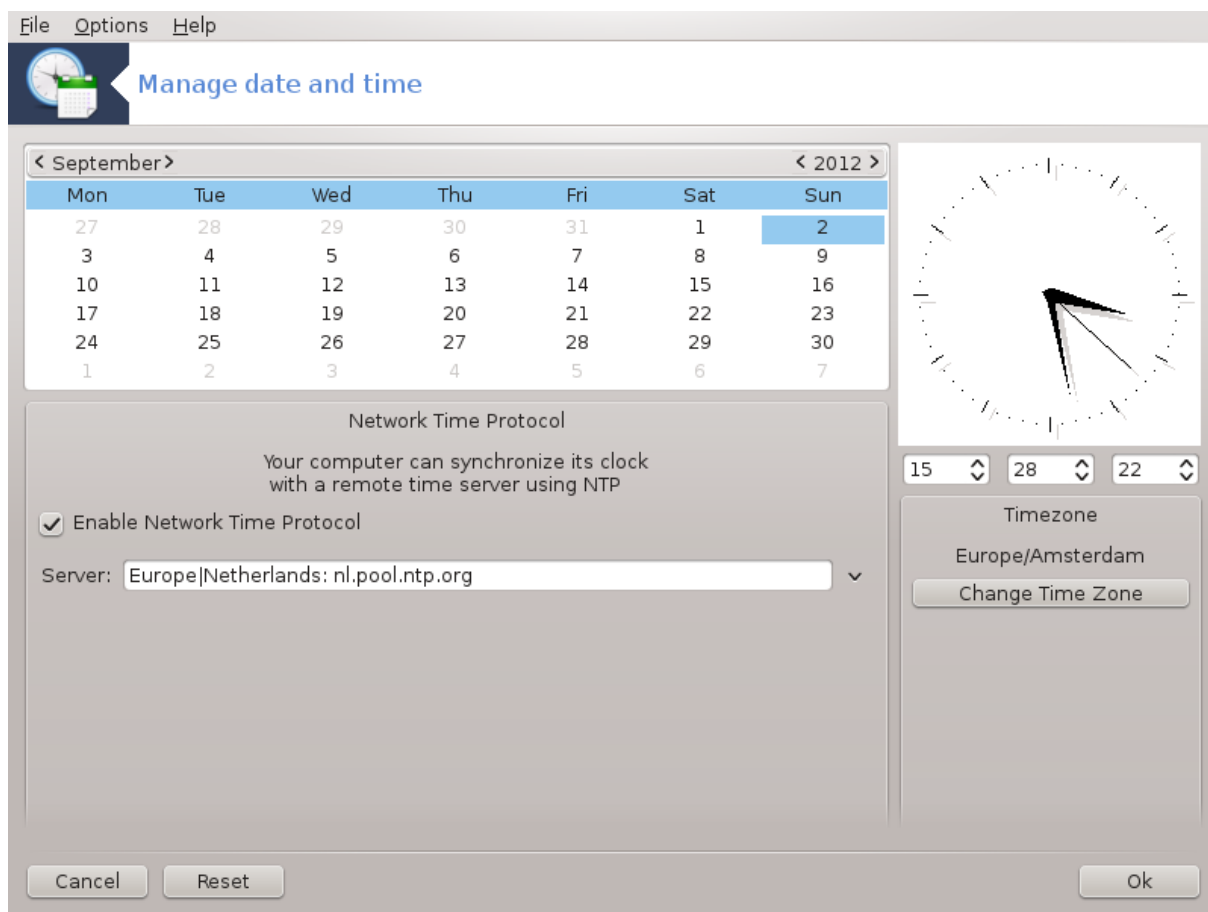 File Options Help
Manage date and time
< September > < 2012 >
Mon Tue Wed Thu Fri Sat Sun
27 28 29 30 31 1 2
3 4 5 6 7 8 9
10 11 12 13 14 15 16
17 18 19 20 21 22 23
24 25 26 27 28 29 30
1 2 3 4 5 6 7
Network Time Protocol
Your computer can synchronize its clock
with a remote time server using NTP
Enable Network Time Protocol
Server: Europe|Netherlands: nl.pool.ntp.org
15 28 22
Timezone
Europe/Amsterdam
Change Time Zone
Cancel Reset Ok